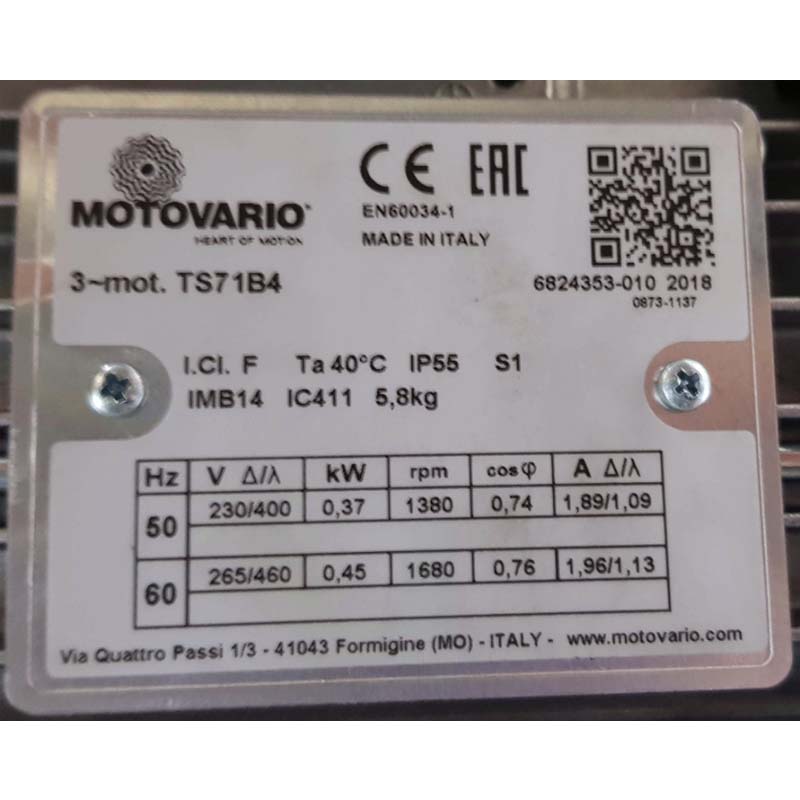 MOTOVARIO
HEART OF MOTION
CE EAC
EN60034-1
MADE IN ITALY
3~mot. TS71B4
6824353-010 2018
0873-1137
I.Cl. F Ta 40°C IP55 S1
IMB14 IC411 5,8kg
Hz V Δ/λ kW rpm cosφ A Δ/λ
50 230/400 0,37 1380 0,74 1,89/1,09
60 265/460 0,45 1680 0,76 1,96/1,13
Via Quattro Passi 1/3 - 41043 Formigine (MO) - ITALY - www.motovario.com